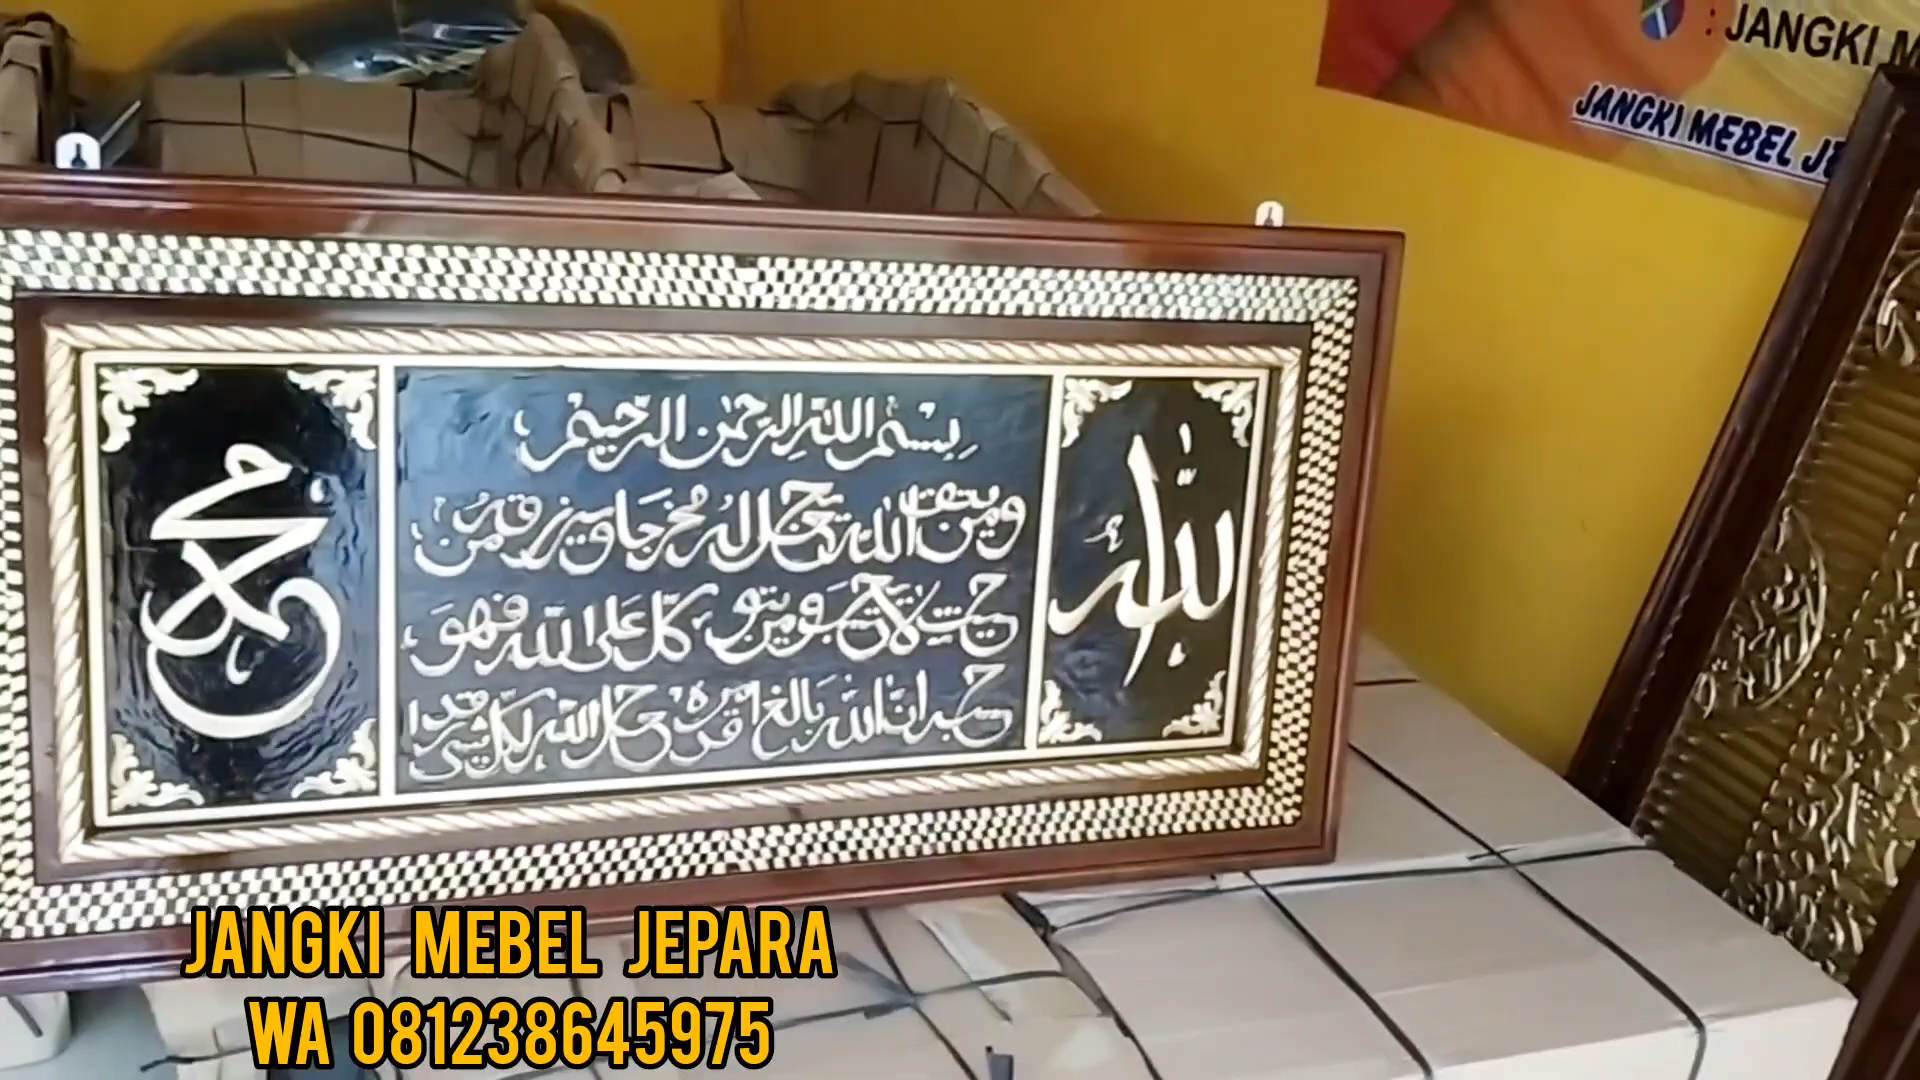 : JANGKI M
JANGKI MEBEL JE
بسم الله الرحمن الرحيم
ومن يتق الله يجعل له مخرجا ويرزقه من
حيث لا يحتسب ومن يتوكل على الله فهو
حسبه ان الله بالغ امره قد جعل الله لكل شيء قدرا
الله
محمد
JANGKI MEBEL JEPARA
WA 081238645975